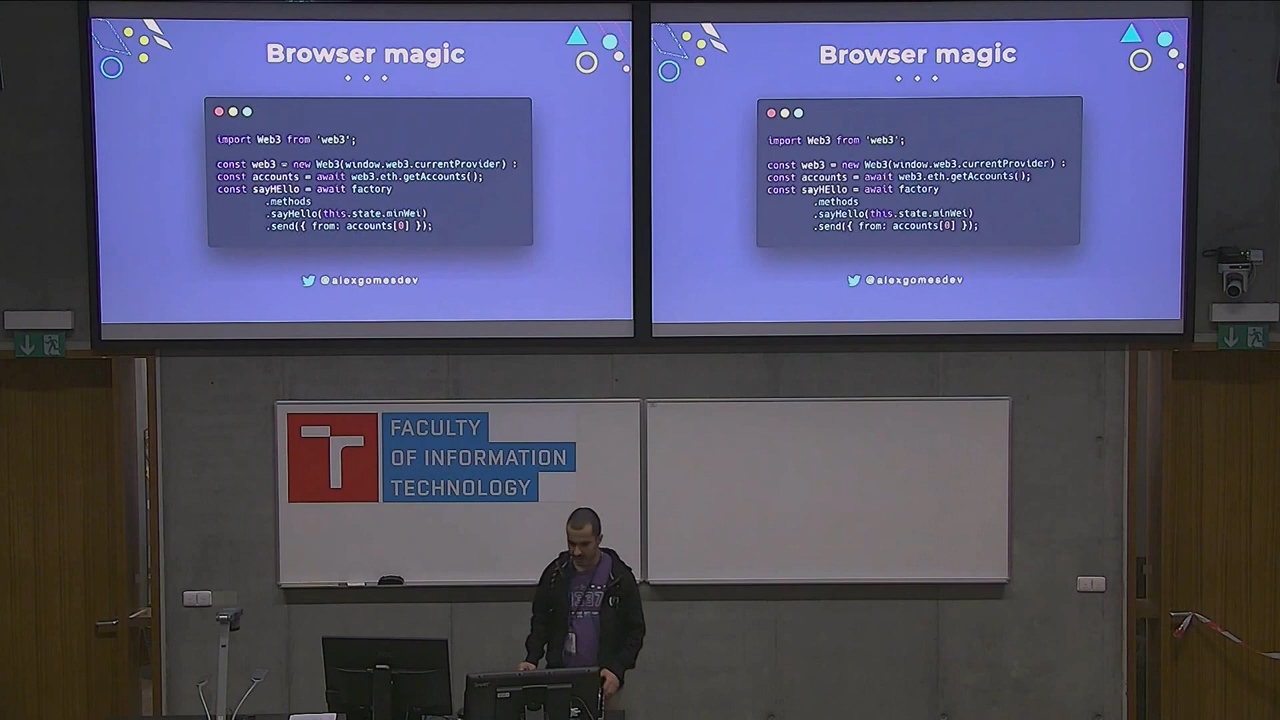 Browser magic
import Web3 from 'web3';
const web3 = new Web3(window.web3.currentProvider) :
const accounts = await web3.eth.getAccounts();
const sayHEllo = await factory
.methods
.sayHello(this.state.minWei)
.send({ from: accounts[0] });
@alexgomesdev
Browser magic
import Web3 from 'web3';
const web3 = new Web3(window.web3.currentProvider) :
const accounts = await web3.eth.getAccounts();
const sayHEllo = await factory
.methods
.sayHello(this.state.minWei)
.send({ from: accounts[0] });
@alexgomesdev
FACULTY
OF INFORMATION
TECHNOLOGY